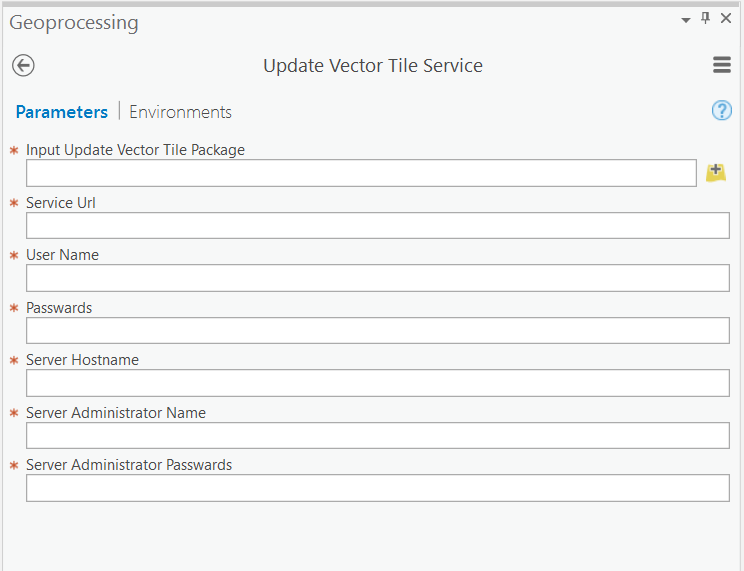 Geoprocessing
Update Vector Tile Service
Parameters | Environments
* Input Update Vector Tile Package
* Service Url
* User Name
* Passwards
* Server Hostname
* Server Administrator Name
* Server Administrator Passwards